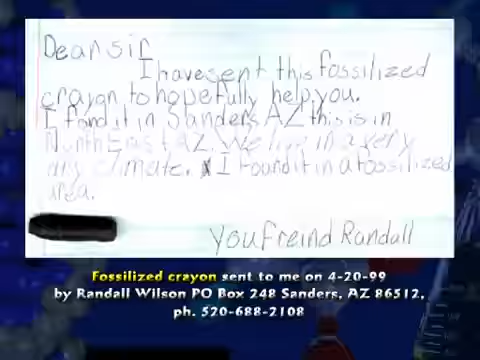 Dear sir
I have sent this fossilized
crayon to hopefully help you.
I fond it in Sanders AZ this is in
NorthEast AZ. We live in a very
dry climate. I found it in a fossilized
area.
You Freind Randall
Fossilized crayon sent to me on 4-20-99
by Randall Wilson PO Box 248 Sanders, AZ 86512,
ph. 520-688-2108